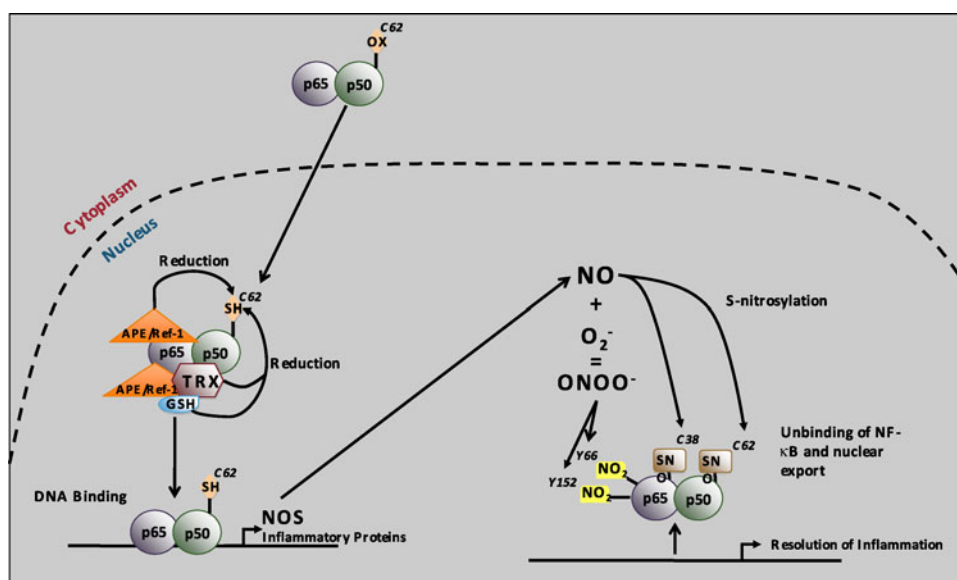 C62
OX
p65
p50
Cytoplasm
Nucleus
Reduction
C62
SH
APE/Ref-1
p65
p50
Reduction
APE/Ref-1
TRX
GSH
C62
SH
DNA Binding
p65
p50
NOS
Inflammatory Proteins
NO
+
O₂⁻
=
ONOO⁻
S-nitrosylation
Y66
Y152
C38
C62
SN
SN
O
O
NO₂
NO₂
p65
p50
Unbinding of NF-
κB and nuclear
export
Resolution of Inflammation